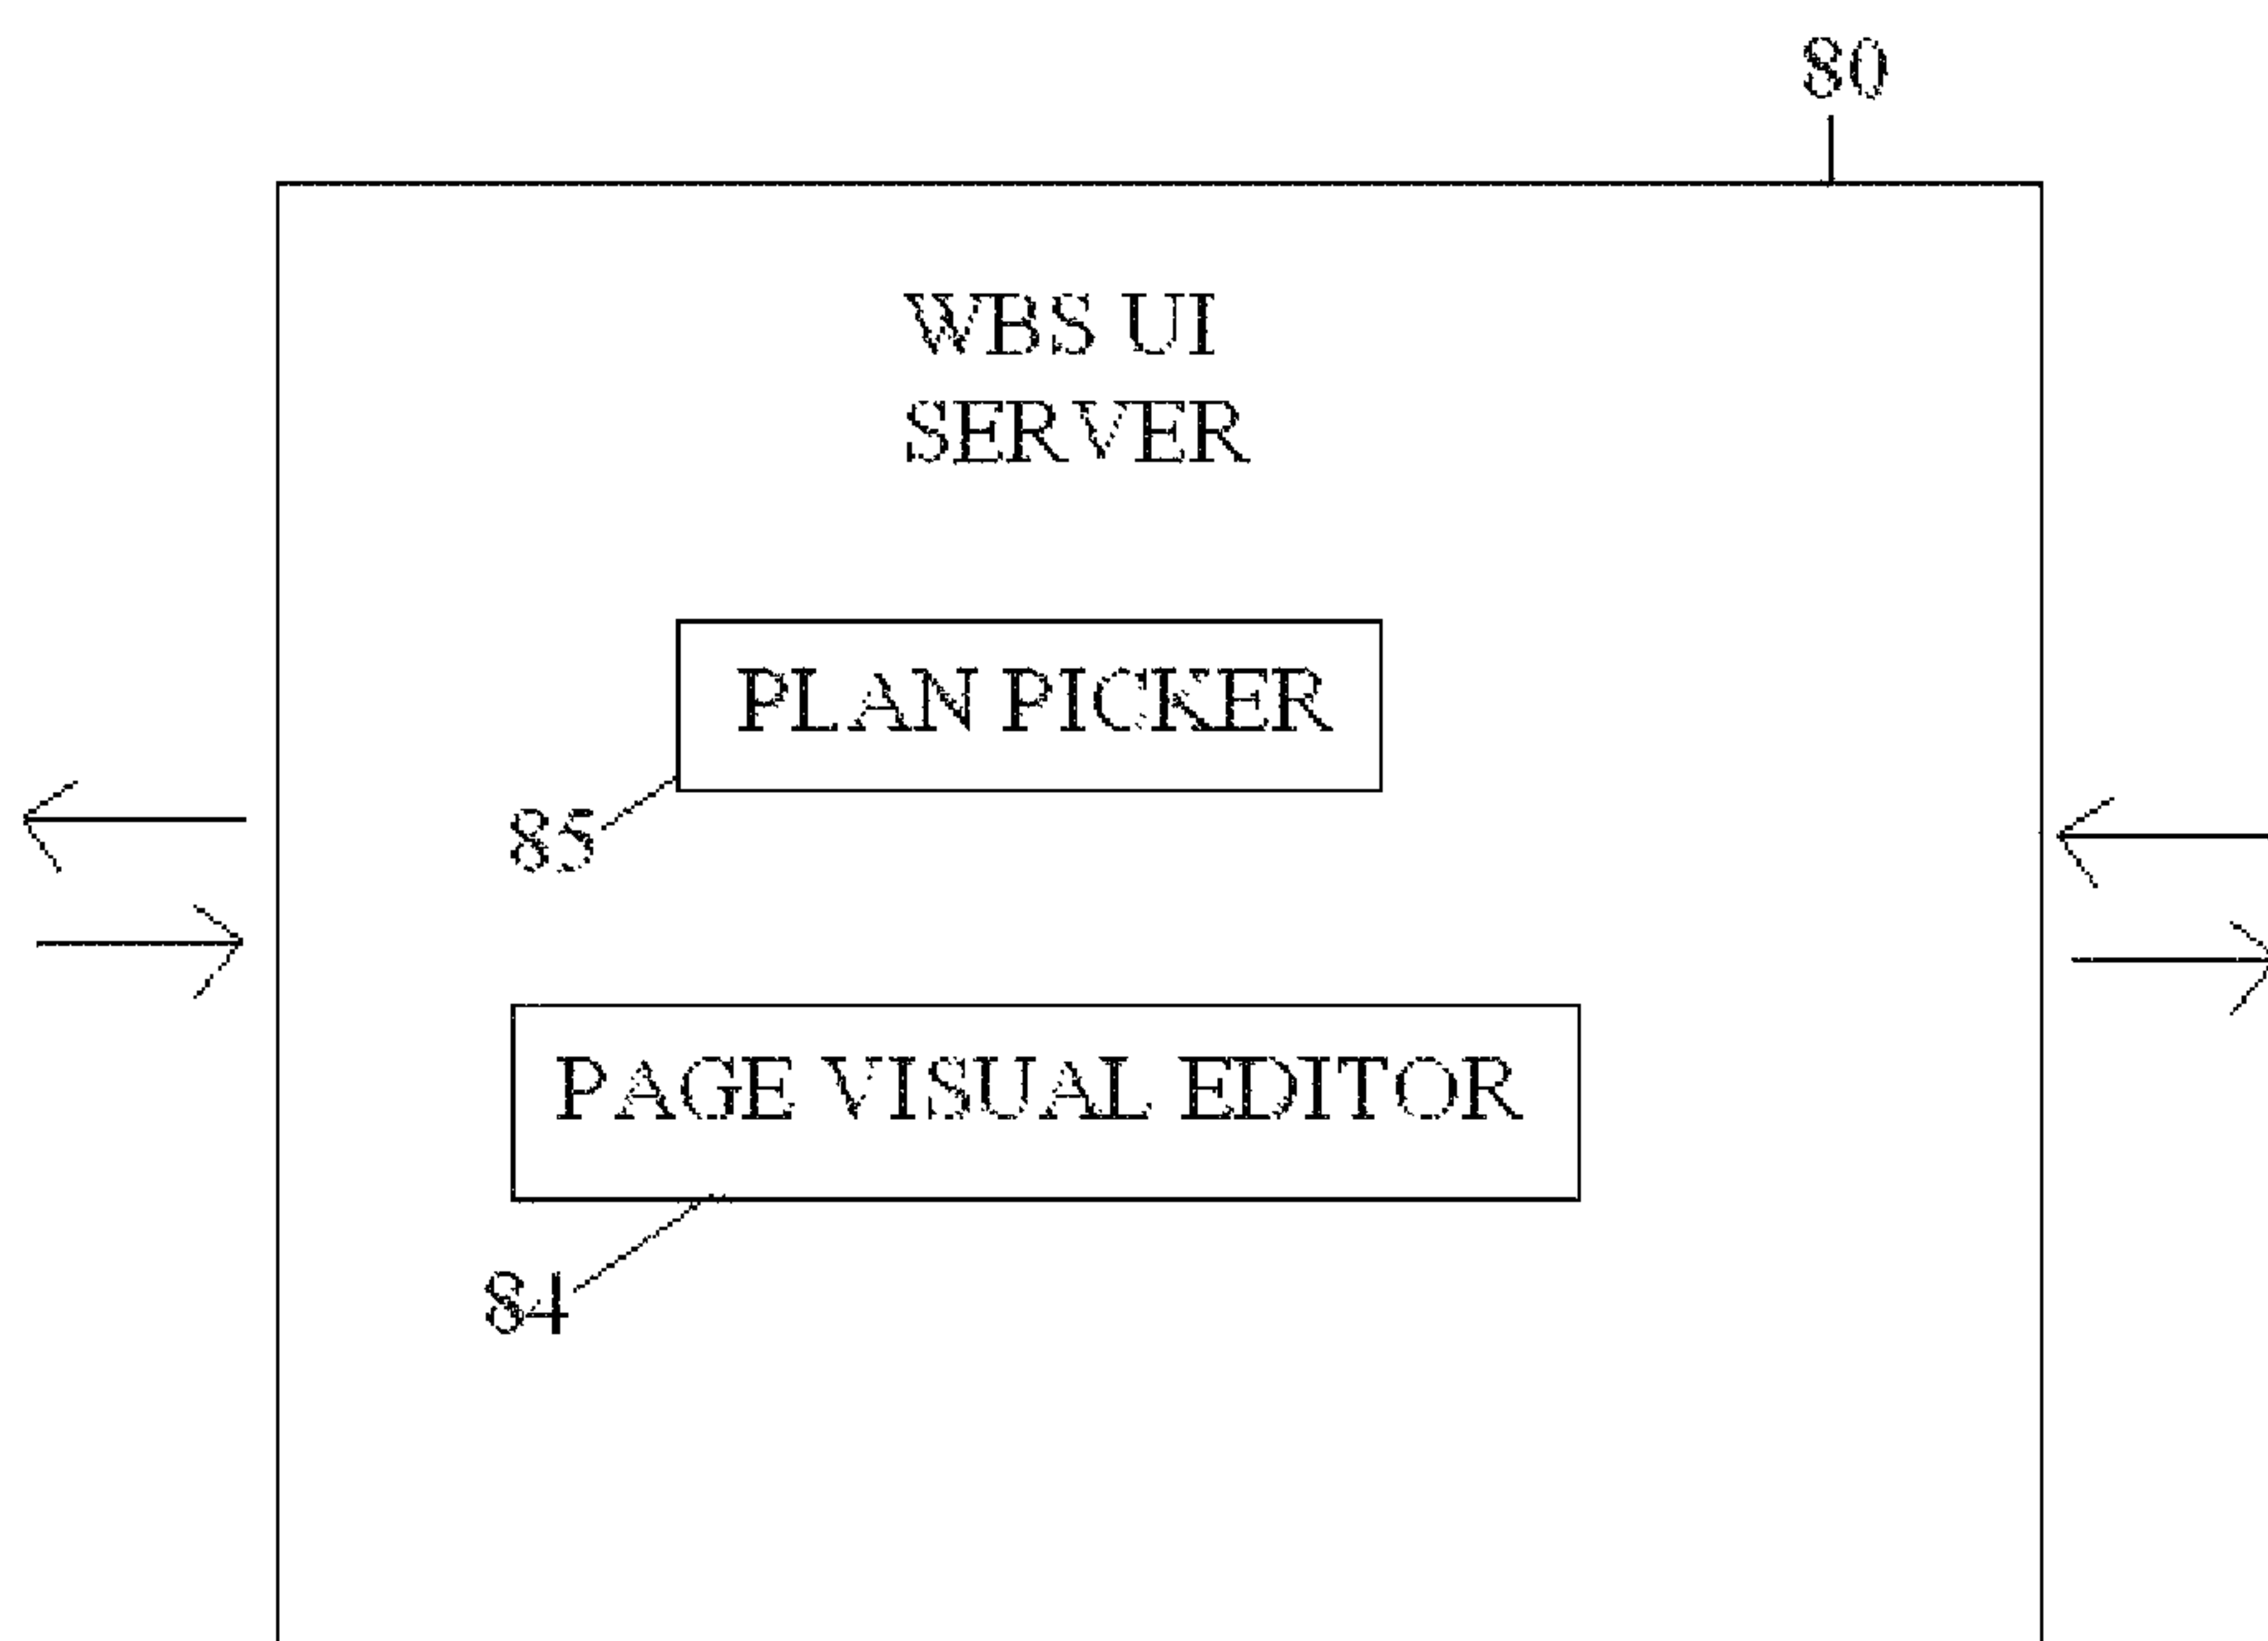 80
WBS UI
SERVER
PLAN PICKER
85
PAGE VISUAL EDITOR
84